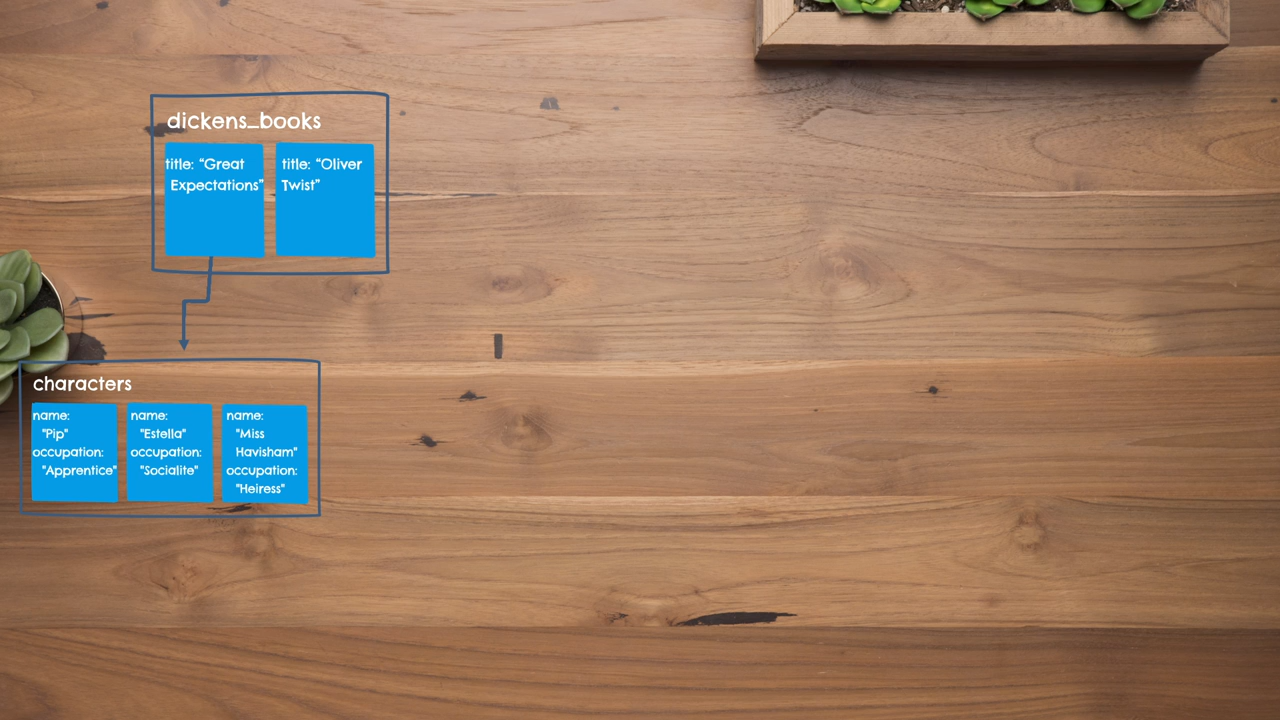 dickens_books
title: “Great
Expectations”
title: “Oliver
Twist”
characters
name:
"Pip"
occupation:
"Apprentice"
name:
"Estella"
occupation:
"Socialite"
name:
"Miss
Havisham"
occupation:
"Heiress"